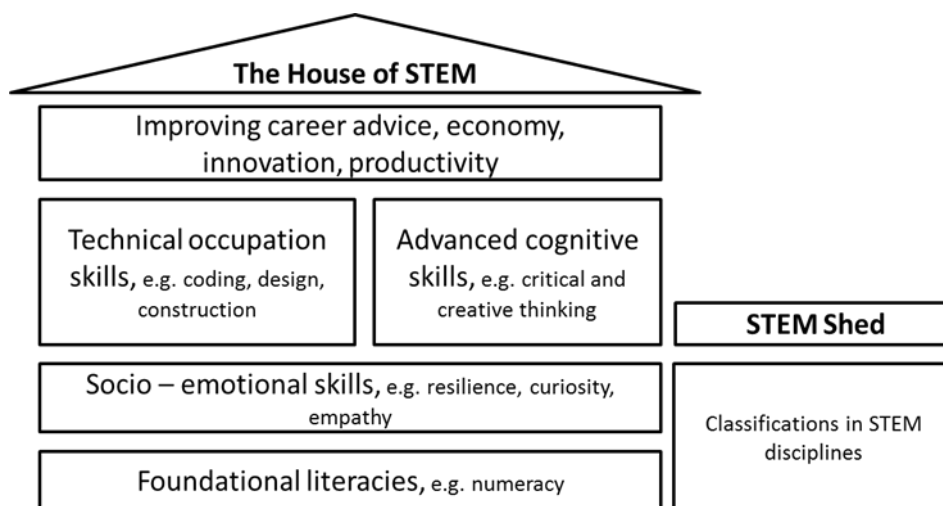 The House of STEM
Improving career advice, economy,
innovation, productivity
Technical occupation
skills, e.g. coding, design,
construction
Advanced cognitive
skills, e.g. critical and
creative thinking
STEM Shed
Socio – emotional skills, e.g. resilience, curiosity,
empathy
Classifications in STEM
disciplines
Foundational literacies, e.g. numeracy